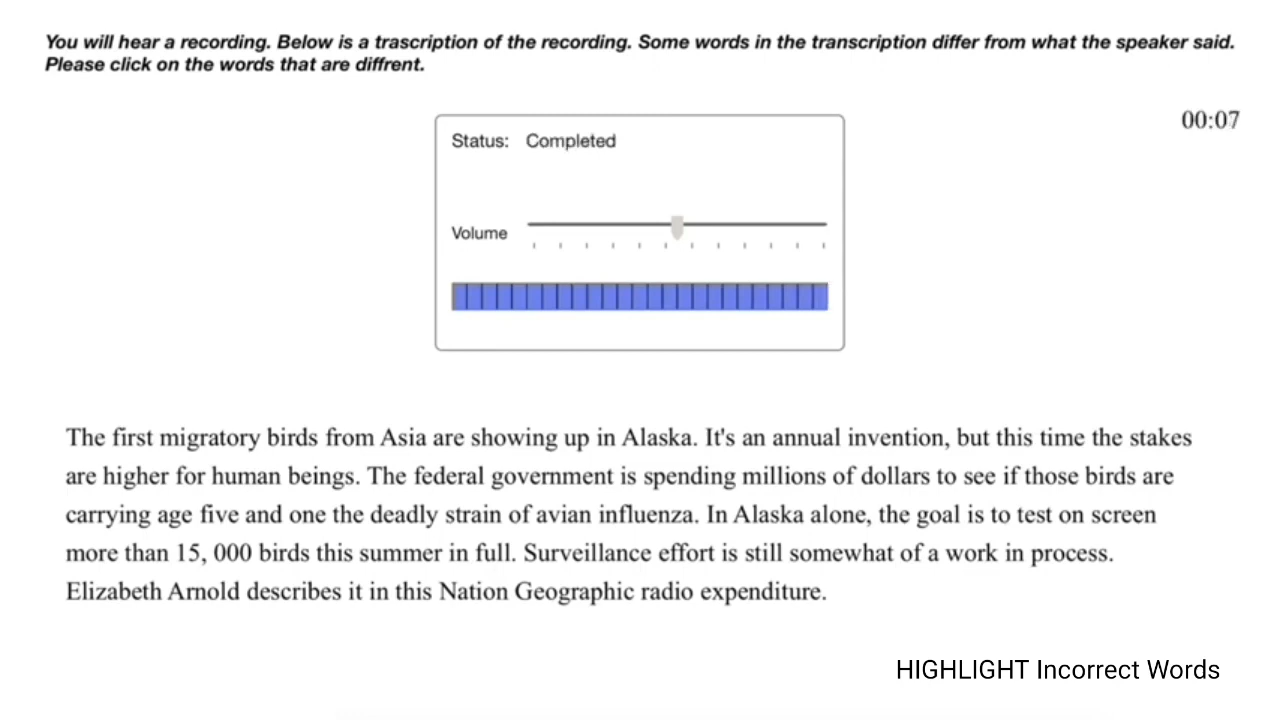 You will hear a recording. Below is a trascription of the recording. Some words in the transcription differ from what the speaker said.
Please click on the words that are diffrent.
00:07
Status: Completed
Volume
The first migratory birds from Asia are showing up in Alaska. It's an annual invention, but this time the stakes
are higher for human beings. The federal government is spending millions of dollars to see if those birds are
carrying age five and one the deadly strain of avian influenza. In Alaska alone, the goal is to test on screen
more than 15, 000 birds this summer in full. Surveillance effort is still somewhat of a work in process.
Elizabeth Arnold describes it in this Nation Geographic radio expenditure.
HIGHLIGHT Incorrect Words